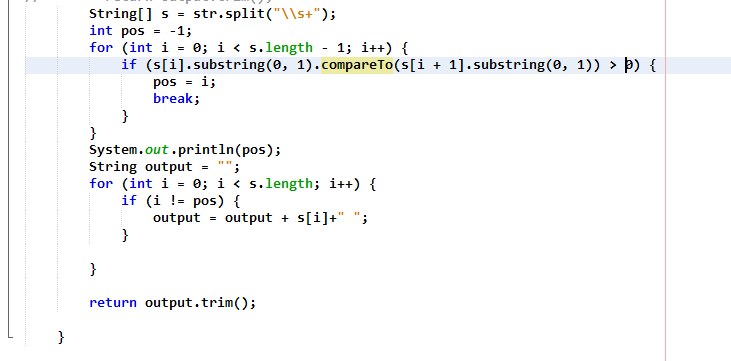 String[] s = str.split("\\s+");
int pos = -1;
for (int i = 0; i < s.length - 1; i++) {
if (s[i].substring(0, 1).compareTo(s[i + 1].substring(0, 1)) > 0) {
pos = i;
break;
}
}
System.out.println(pos);
String output = "";
for (int i = 0; i < s.length; i++) {
if (i != pos) {
output = output + s[i]+" ";
}
}
return output.trim();
}